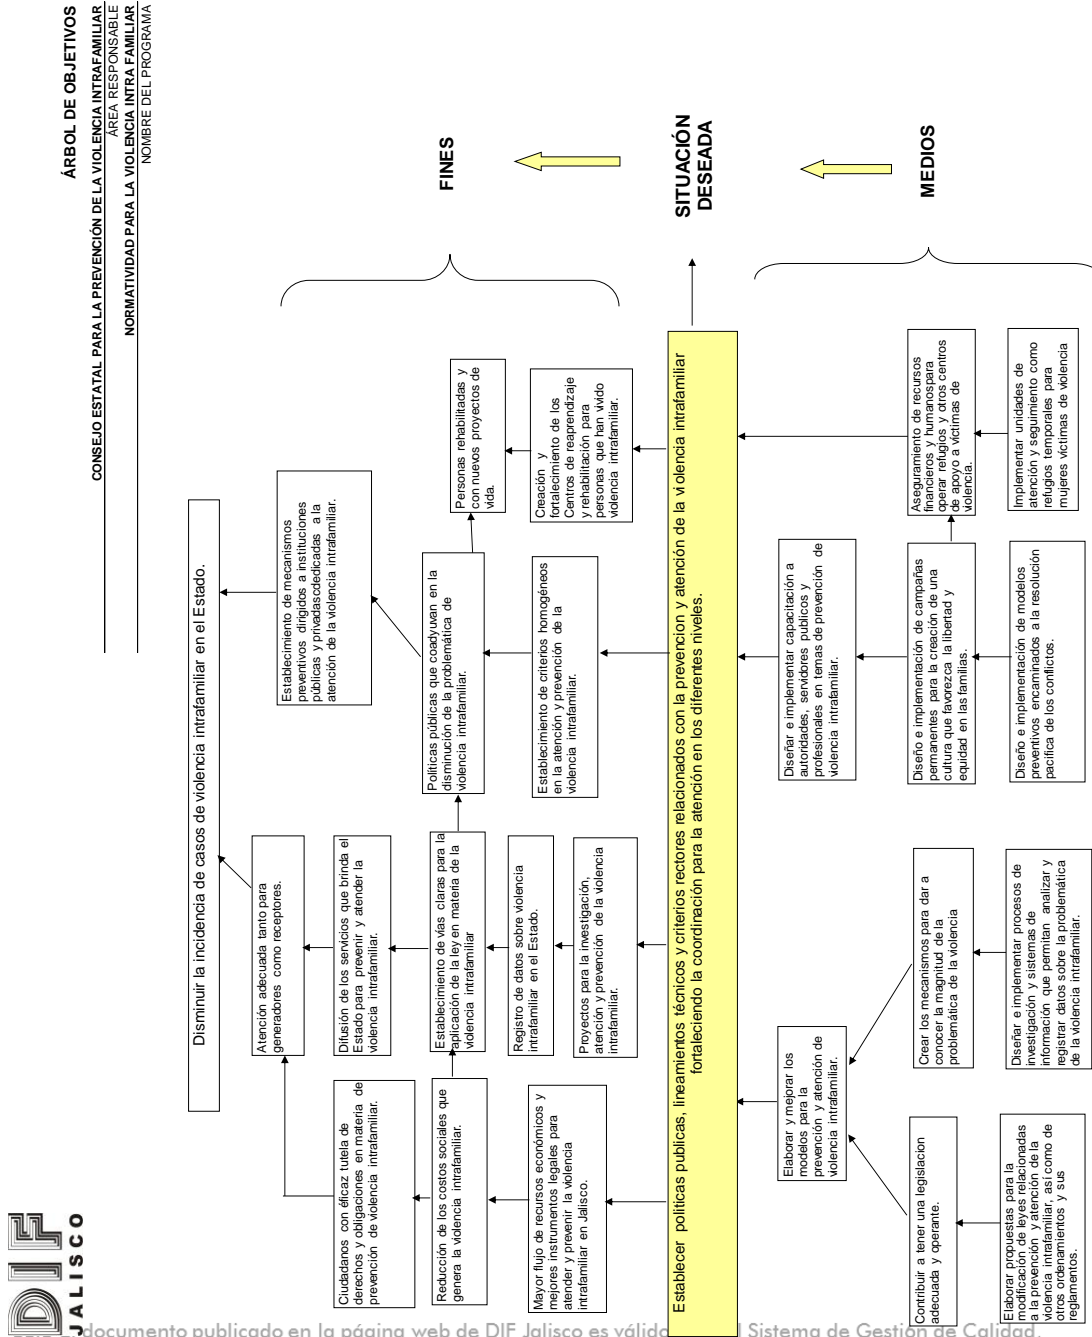 DIF
JALISCO
ÁRBOL DE OBJETIVOS
CONSEJO ESTATAL PARA LA PREVENCIÓN DE LA VIOLENCIA INTRAFAMILIAR
ÁREA RESPONSABLE
NORMATIVIDAD PARA LA VIOLENCIA INTRA FAMILIAR
NOMBRE DEL PROGRAMA
Disminuir la incidencia de casos de violencia intrafamiliar en el Estado.
Atención adecuada tanto para
generadores como receptores.
Establecimiento de mecanismos
preventivos dirigidos a instituciones
públicas y privadascdedicadas a la
atención de la violencia intrafamiliar.
Ciudadanos con éficaz tutela de
derechos y obligaciones en materia de
prevención de violencia intrafamiliar.
Difusión de los servicios que brinda el
Estado para prevenir y atender la
violencia intrafamiliar.
Reducción de los costos sociales que
genera la violencia intrafamiliar.
Establecimiento de vías claras para la
aplicación de la ley en materia de la
violencia intrafamiliar
Políticas públicas que coadyuvan en la
disminución de la problemática de
violencia intrafamiliar.
Personas rehabilitadas y
con nuevos proyectos de
vida.
FINES
Registro de datos sobre violencia
intrafamiliar en el Estado.
Mayor flujo de recursos económicos y
mejores instrumentos legales para
atender y prevenir la violencia
intrafamiliar en Jalisco.
Proyectos para la investigación,
atención y prevención de la violencia
intrafamiliar.
Establecimiento de criterios homogéneos
en la atención y prevención de la
violencia intrafamiliar.
Creación y
fortalecimiento de los
Centros de reaprendizaje
y rehabilitación para
personas que han vivido
violencia intrafamiliar.
Establecer políticas publicas, lineamientos técnicos y criterios rectores relacionados con la prevencion y atención de la violencia intrafamiliar
fortaleciendo la coordinación para la atención en los diferentes niveles.
SITUACIÓN
DESEADA
Elaborar y mejorar los
modelos para la
prevención y atención de
violencia intrafamiliar.
Diseñar e implementar capacitación a
autoridades, servidores publicos y
profesionales en temas de prevención de
violencia intrafamiliar.
Contribuir a tener una legislacion
adecuada y operante.
Crear los mecanismos para dar a
conocer la magnitud de la
problemática de la violencia
Diseño e implementación de campañas
permanentes para la creación de una
cultura que favorezca la libertad y
equidad en las familias.
Aseguramiento de recursos
financieros y humanospara
operar refugios y otros centros
de apoyo a víctimas de
violencia.
MEDIOS
Elaborar propuestas para la
modificación de leyes relacionadas
a la prevención y atención de la
violencia intrafamiliar, así como de
otros ordenamientos y sus
reglamentos.
Diseñar e implementar procesos de
investigación y sistemas de
información que permitan analizar y
registrar datos sobre la problemática
de la violencia intrafamiliar.
Diseño e implementación de modelos
preventivos encaminados a la resolución
pacífica de los conflictos.
Implementar unidades de
atención y seguimiento como
refugios temporales para
mujeres víctimas de violencia
documento publicado en la página web de DIF Jalisco es válido Sistema de Gestión de Calidad